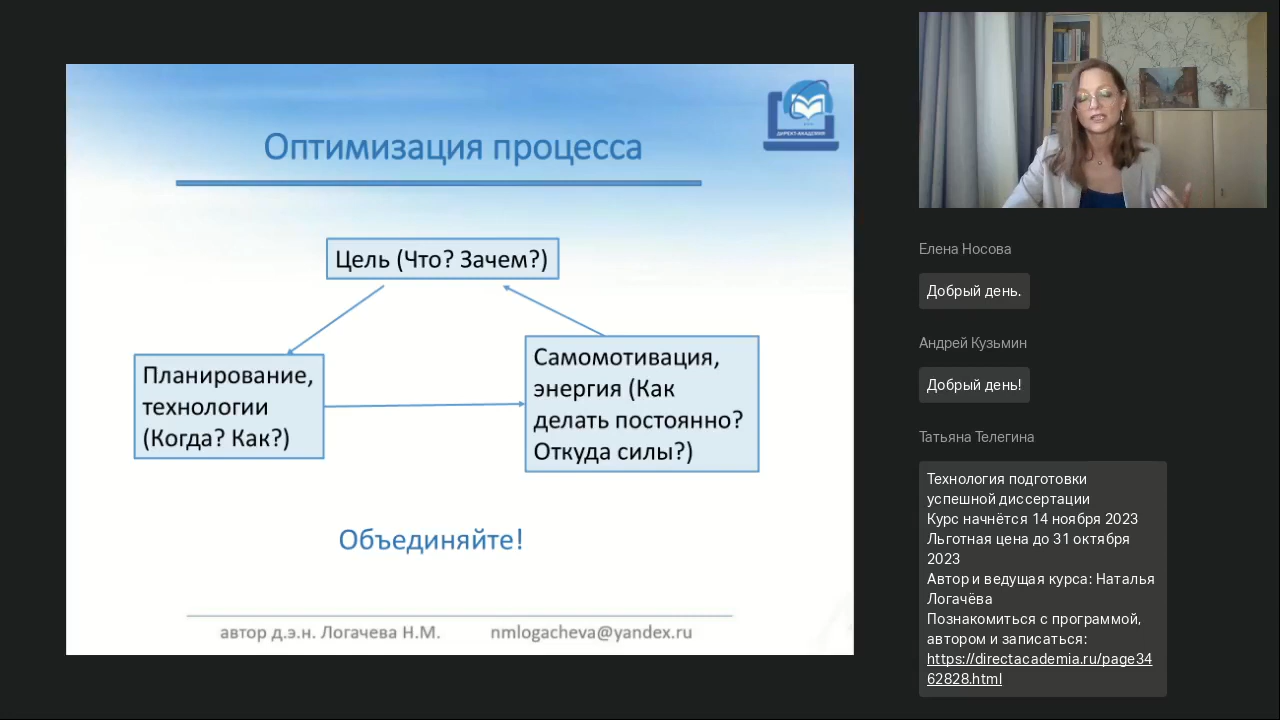 ДИРЕКТ-АКАДЕМИЯ
Оптимизация процесса
Цель (Что? Зачем?)
Планирование,
технологии
(Когда? Как?)
Самомотивация,
энергия (Как
делать постоянно?
Откуда силы?)
Объединяйте!
автор д.э.н. Логачева Н.М. nmlogacheva@yandex.ru
Елена Носова
Добрый день.
Андрей Кузьмин
Добрый день!
Татьяна Телегина
Технология подготовки
успешной диссертации
Курс начнётся 14 ноября 2023
Льготная цена до 31 октября
2023
Автор и ведущая курса: Наталья
Логачёва
Познакомиться с программой,
автором и записаться:
https://directacademia.ru/page34
62828.html